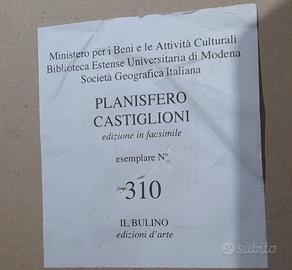 Ministero per i Beni e le Attività Culturali
Biblioteca Estense Universitaria di Modena
Società Geografica Italiana
PLANISFERO
CASTIGLIONI
edizione in facsimile
esemplare N°
310
IL BULINO
edizioni d'arte
subito